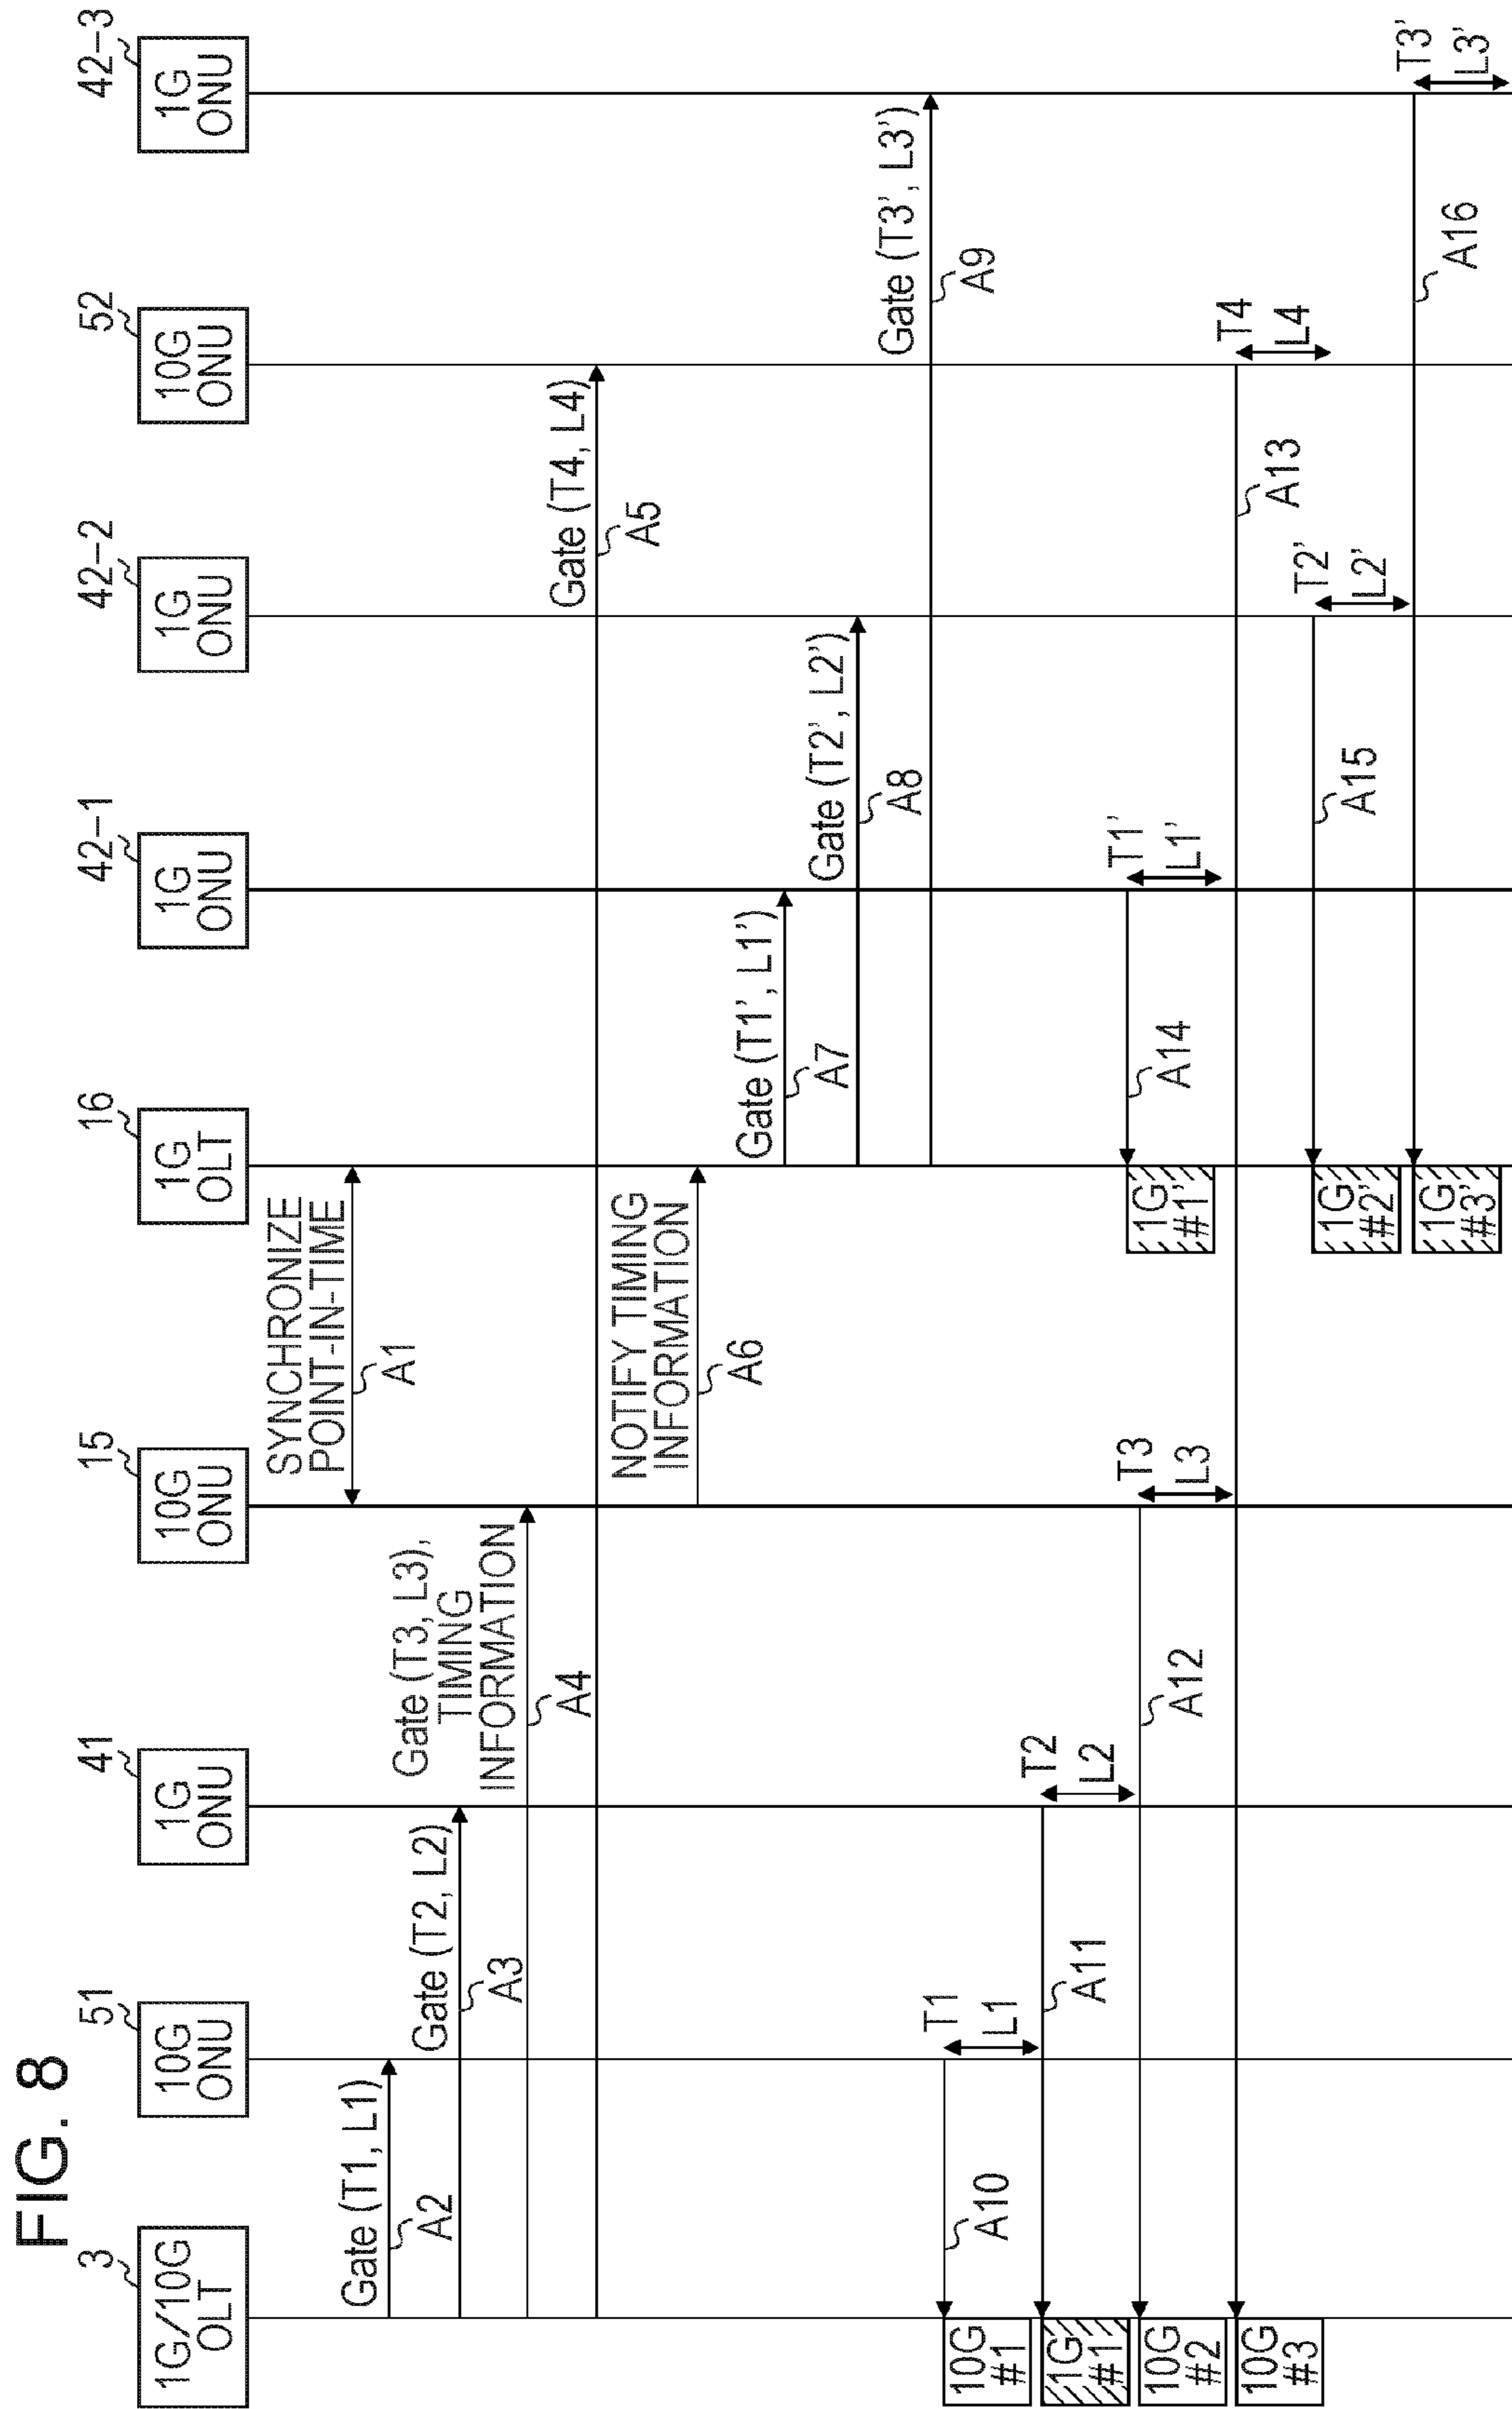 FIG. 8
3
1G/10G
OLT
51
10G
ONU
41
1G
ONU
15
10G
ONU
16
1G
OLT
42-1
1G
ONU
42-2
1G
ONU
52
10G
ONU
42-3
1G
ONU
SYNCHRONIZE
POINT-IN-TIME
A1
Gate (T1, L1)
A2
Gate (T2, L2)
A3
Gate (T3, L3),
TIMING
INFORMATION
A4
Gate (T4, L4)
A5
NOTIFY TIMING
INFORMATION
A6
Gate (T1', L1')
A7
Gate (T2', L2')
A8
Gate (T3', L3')
A9
10G
#1
A10
T1
L1
1G
#1
A11
T2
L2
10G
#2
A12
T3
L3
1G
#1'
A14
T1'
L1'
10G
#3
A13
T4
L4
1G
#2'
A15
T2'
L2'
1G
#3'
A16
T3'
L3'